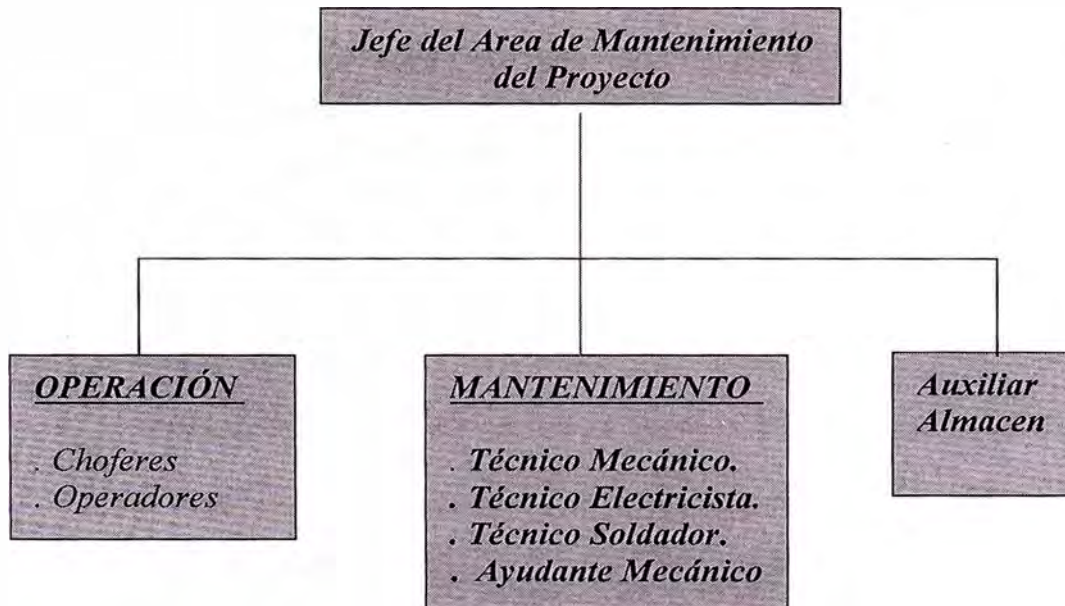 Jefe del Area de Mantenimiento
del Proyecto
OPERACIÓN
. Choferes
. Operadores
MANTENIMIENTO
. Técnico Mecánico.
. Técnico Electricista.
. Técnico Soldador.
. Ayudante Mecánico
Auxiliar
Almacen